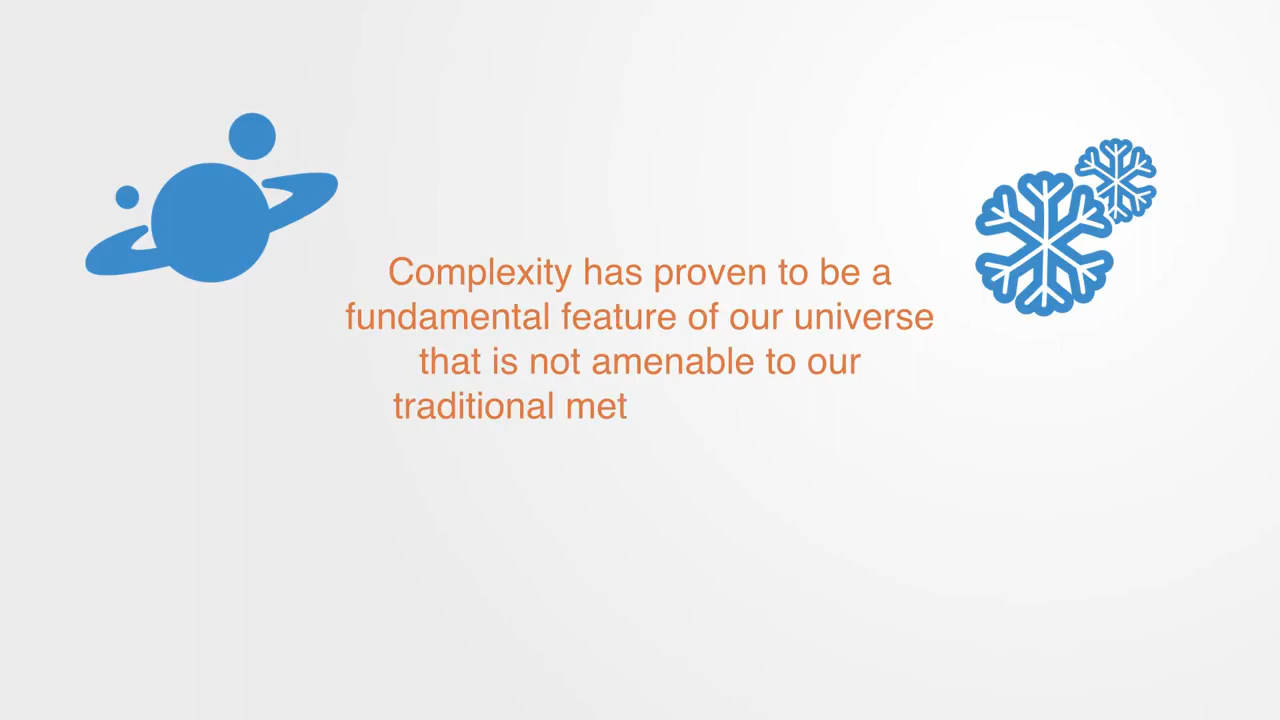 Complexity has proven to be a
fundamental feature of our universe
that is not amenable to our
traditional met